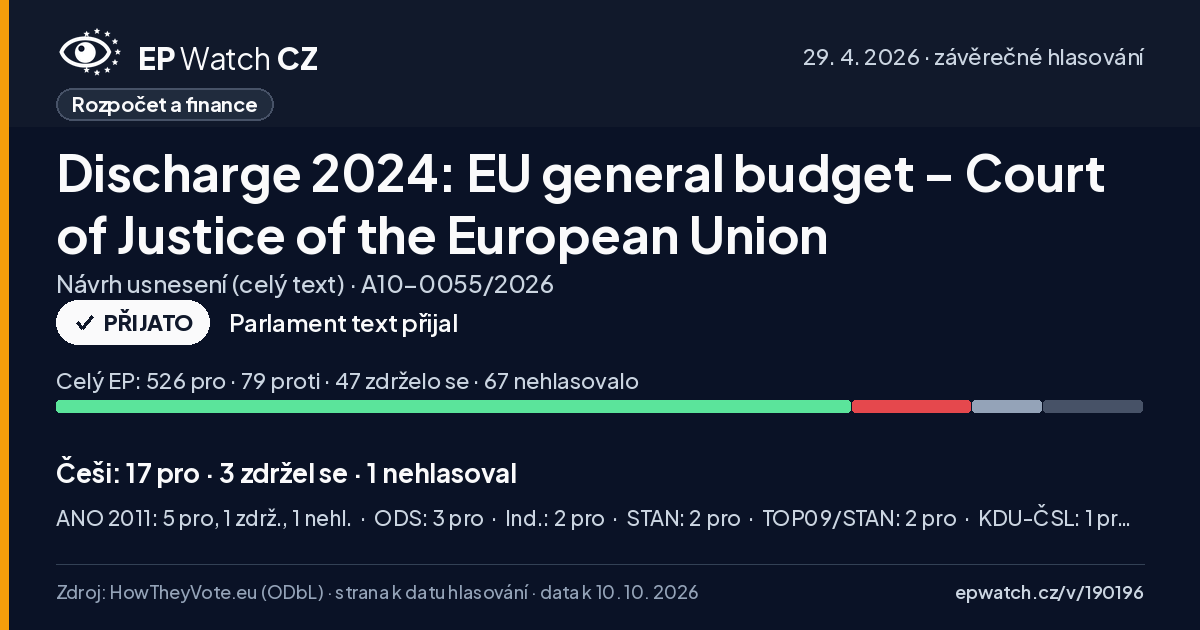 EP Watch CZ
29. 4. 2026 · závěrečné hlasování
Rozpočet a finance
Discharge 2024: EU general budget – Court
of Justice of the European Union
Návrh usnesení (celý text) · A10-0055/2026
✓ PŘIJATO
Parlament text přijal
Celý EP: 526 pro · 79 proti · 47 zdrželo se · 67 nehlasovalo
Češi: 17 pro · 3 zdržel se · 1 nehlasoval
ANO 2011: 5 pro, 1 zdrž., 1 nehl. · ODS: 3 pro · Ind.: 2 pro · STAN: 2 pro · TOP09/STAN: 2 pro · KDU-ČSL: 1 pr…
Zdroj: HowTheyVote.eu (ODbL) · strana k datu hlasování · data k 10. 10. 2026
epwatch.cz/v/190196